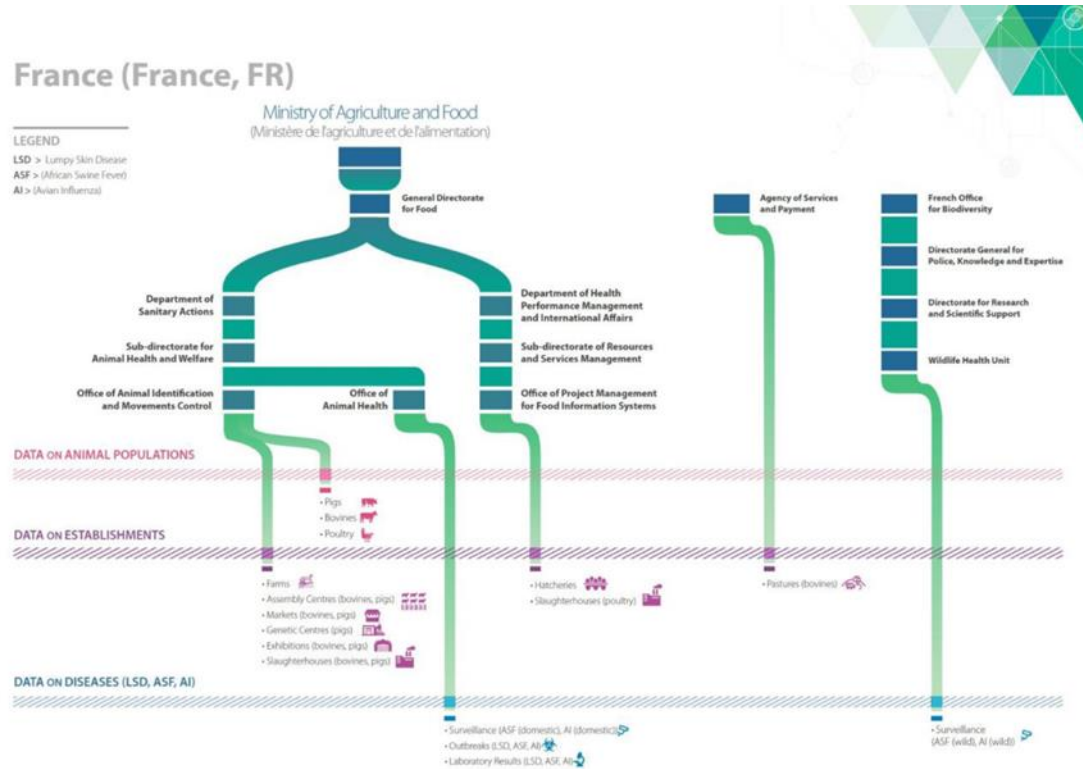 France (France, FR)
Ministry of Agriculture and Food
(Ministère de l'agriculture et de l'alimentation)
LEGEND
LSD > Lumpy Skin Disease
ASF > (African Swine Fever)
AI > (Avian Influenza)
General Directorate
for Food
Agency of Services
and Payment
French Office
for Biodiversity
Directorate General for
Police, Knowledge and Expertise
Department of
Sanitary Actions
Department of Health
Performance Management
and International Affairs
Directorate for Research
and Scientific Support
Sub-directorate for
Animal Health and Welfare
Sub-directorate of Resources
and Services Management
Wildlife Health Unit
Office of Animal Identification
and Movements Control
Office of
Animal Health
Office of Project Management
for Food Information Systems
DATA ON ANIMAL POPULATIONS
• Pigs
• Bovines
• Poultry
DATA ON ESTABLISHMENTS
• Farms
• Assembly Centres (bovines, pigs)
• Markets (bovines, pigs)
• Genetic Centres (pigs)
• Exhibitions (bovines, pigs)
• Slaughterhouses (bovines, pigs)
• Hatcheries
• Slaughterhouses (poultry)
• Pastures (bovines)
DATA ON DISEASES (LSD, ASF, AI)
• Surveillance (ASF (domestic), AI (domestic))
• Outbreaks (LSD, ASF, AI)
• Laboratory Results (LSD, ASF, AI)
• Surveillance
(ASF (wild), AI (wild))